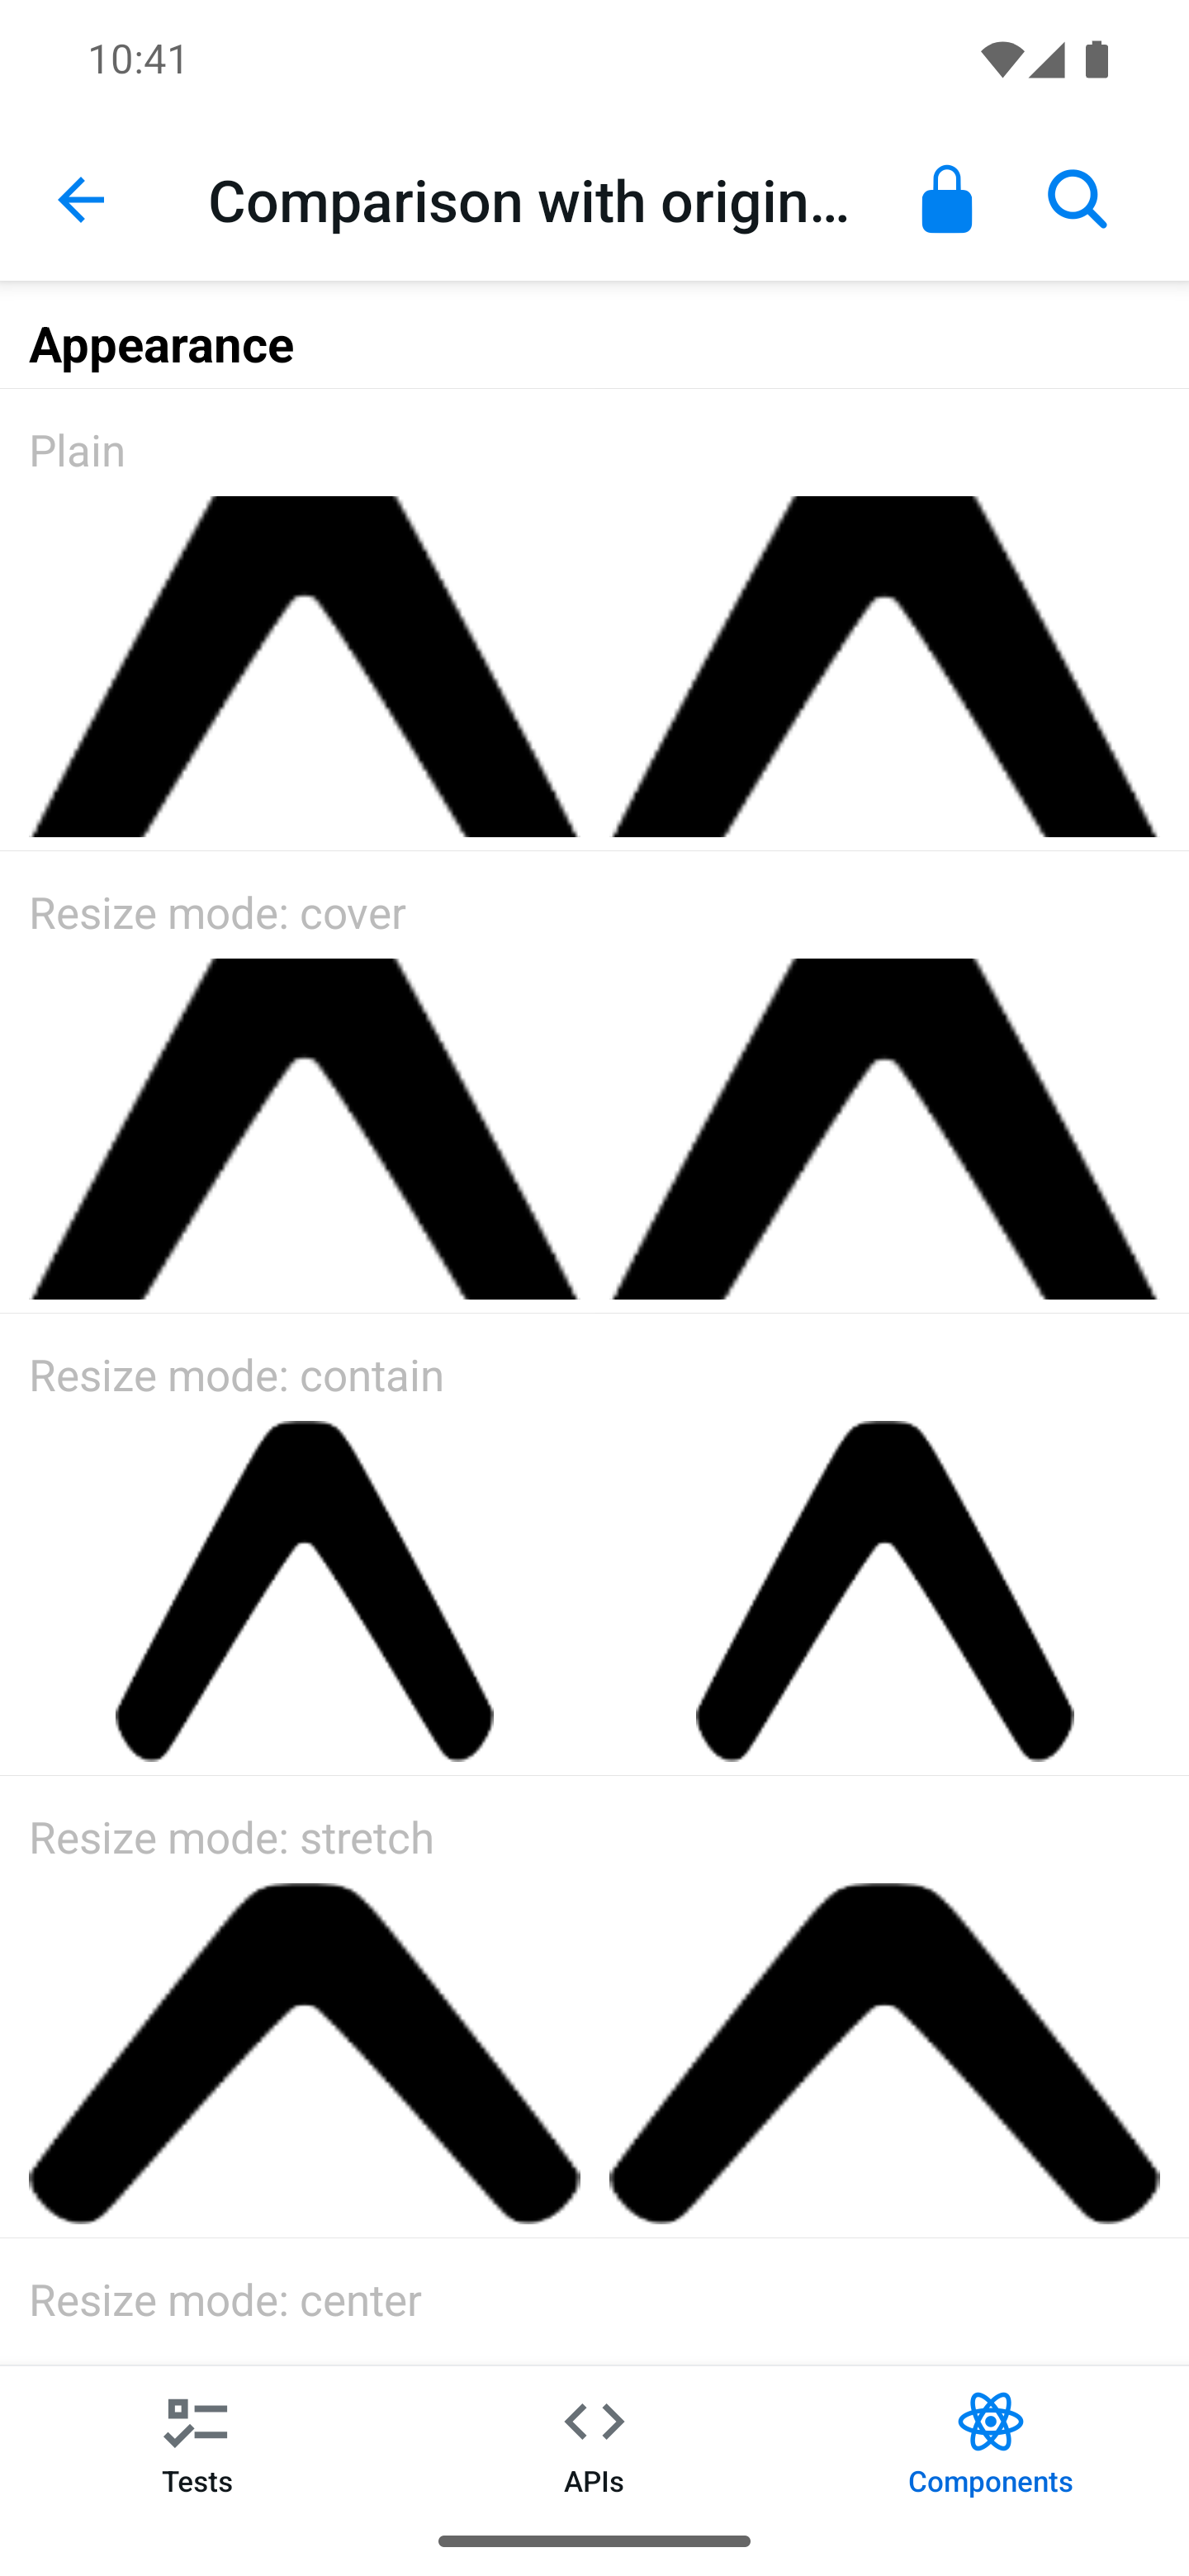 10:41
Comparison with origin...
Appearance
Plain
Resize mode: cover
Resize mode: contain
Resize mode: stretch
Resize mode: center
Tests
APIs
Components